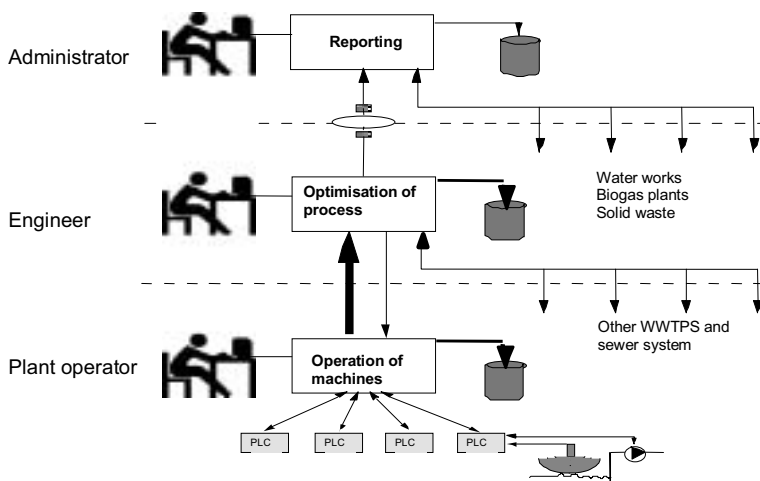 Administrator
Reporting
Water works
Biogas plants
Solid waste
Engineer
Optimisation of
process
Other WWTPS and
sewer system
Plant operator
Operation of
machines
PLC
PLC
PLC
PLC